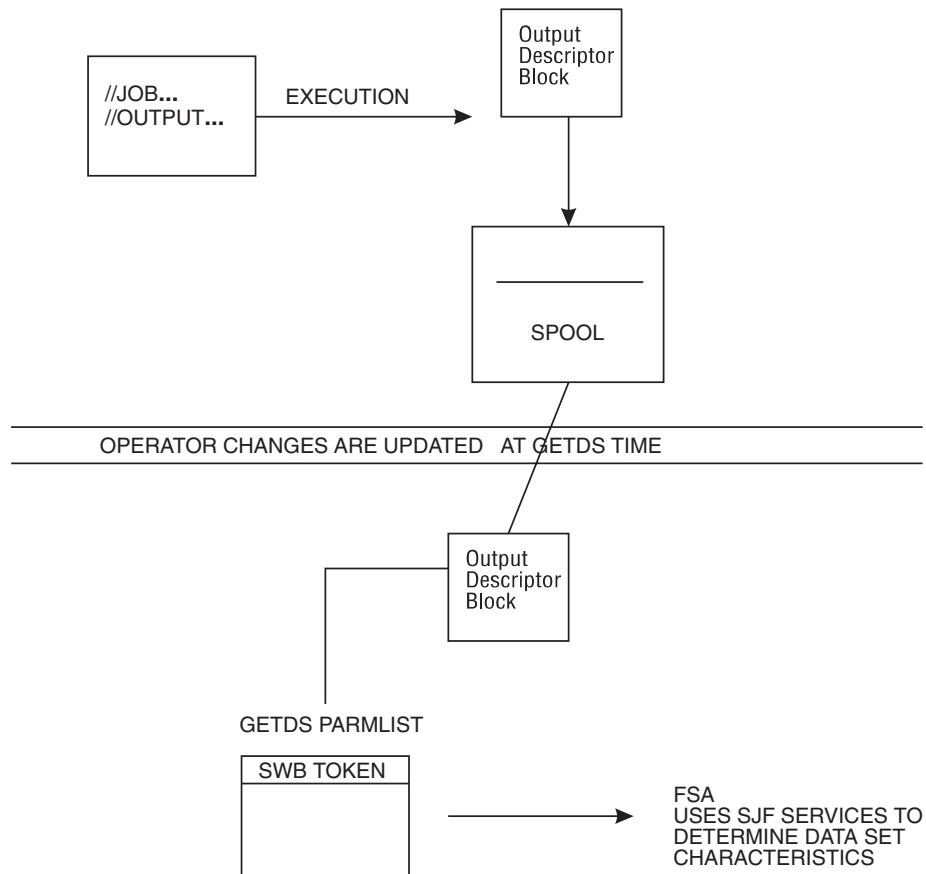 Output
Descriptor
Block
//JOB...
//OUTPUT...
EXECUTION
SPOOL
OPERATOR CHANGES ARE UPDATED AT GETDS TIME
Output
Descriptor
Block
GETDS PARMLIST
SWB TOKEN
FSA
USES SJF SERVICES TO
DETERMINE DATA SET
CHARACTERISTICS